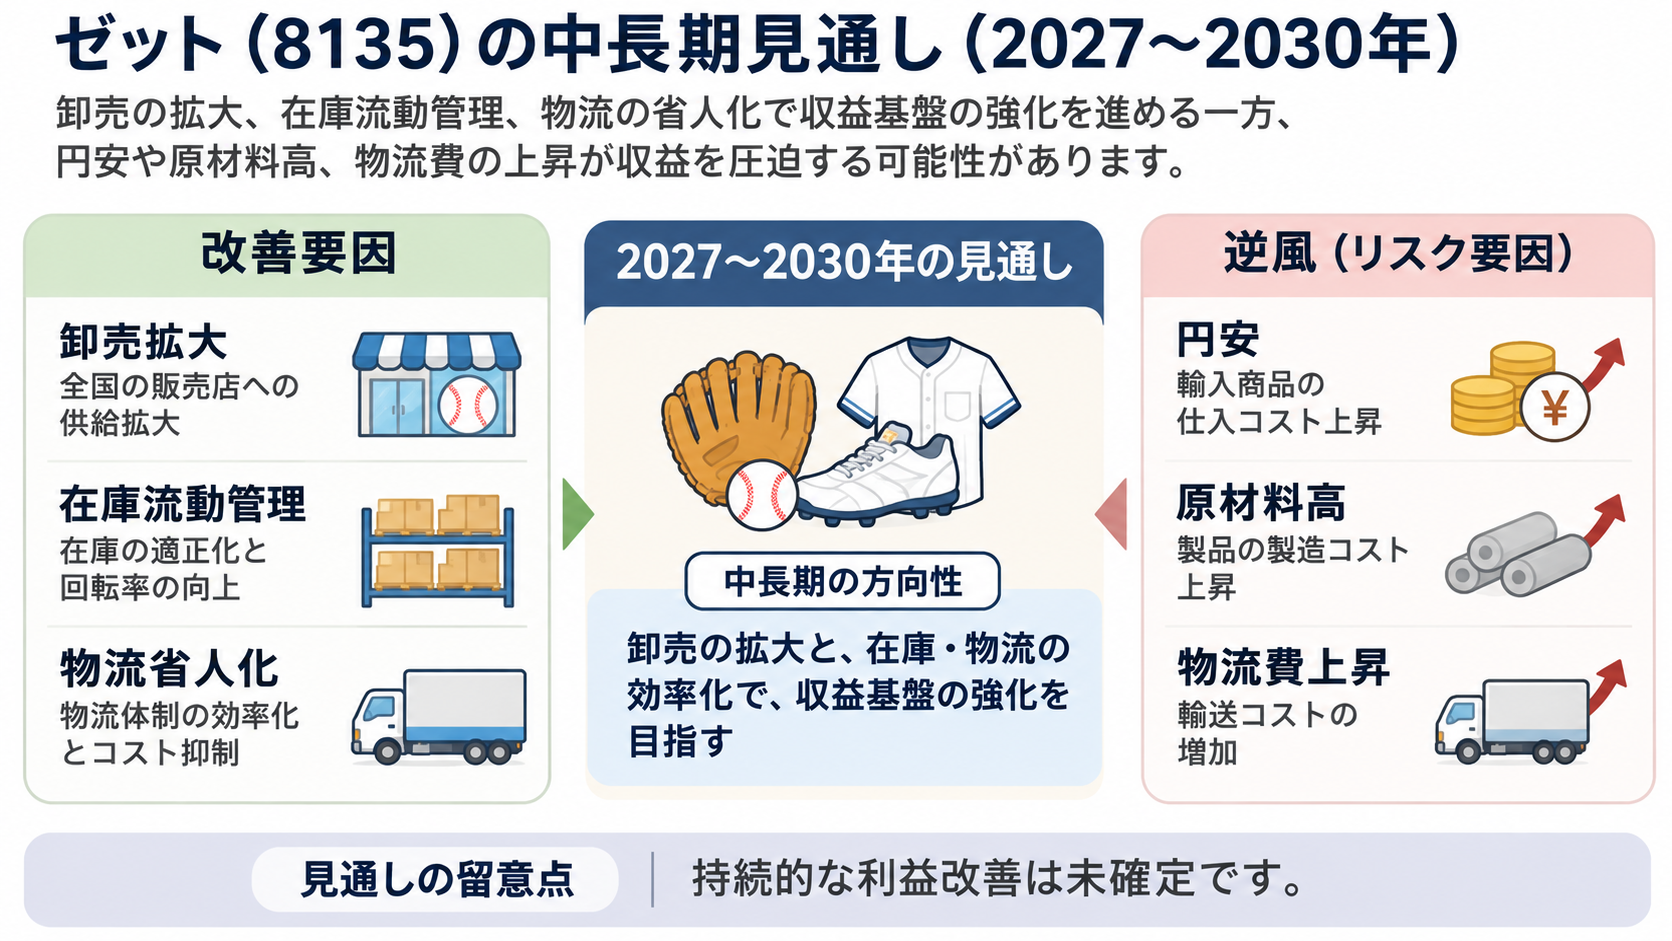 ゼット（8135）の中長期見通し（2027～2030年）
卸売の拡大、在庫流動管理、物流の省人化で収益基盤の強化を進める一方、
円安や原材料高、物流費の上昇が収益を圧迫する可能性があります。
改善要因
卸売拡大
全国の販売店への
供給拡大
在庫流動管理
在庫の適正化と
回転率の向上
物流省人化
物流体制の効率化
とコスト抑制
2027～2030年の見通し
中長期の方向性
卸売の拡大と、在庫・物流の
効率化で、収益基盤の強化を
目指す
逆風（リスク要因）
円安
輸入商品の
仕入コスト上昇
¥
原材料高
製品の製造コスト
上昇
物流費上昇
輸送コストの
増加
見通しの留意点
持続的な利益改善は未確定です。